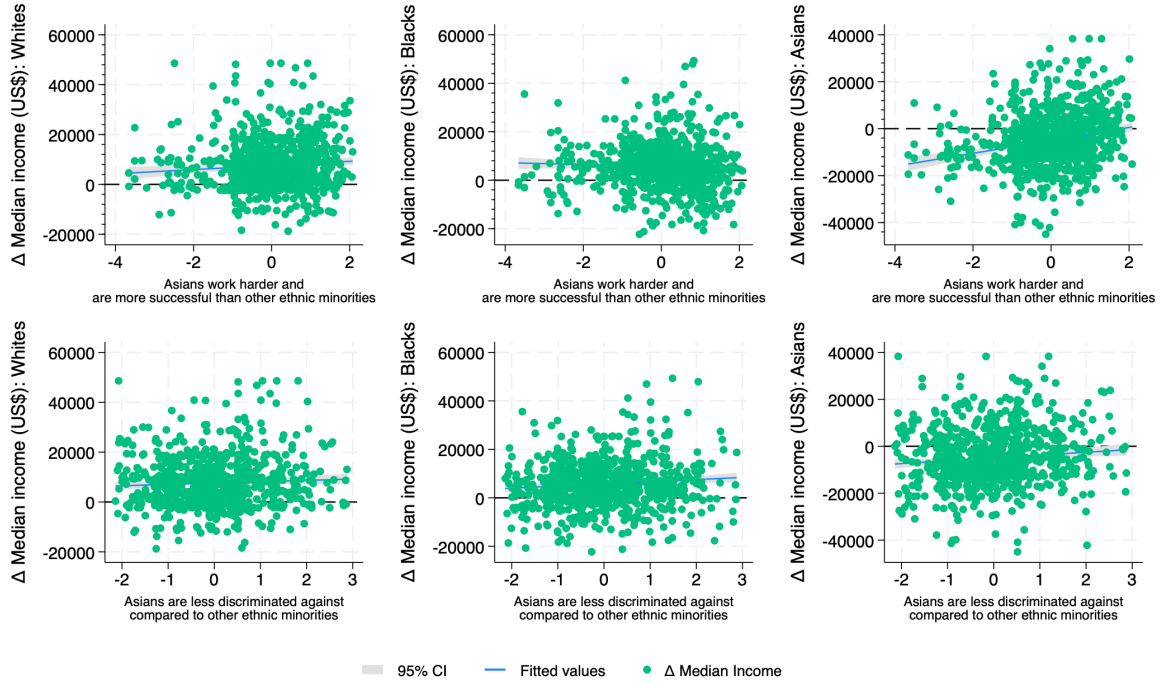 Δ Median income (US$): Whites
60000
40000
20000
0
-20000
-4 -2 0 2
Asians work harder and
are more successful than other ethnic minorities
Δ Median income (US$): Blacks
60000
40000
20000
0
-20000
-4 -2 0 2
Asians work harder and
are more successful than other ethnic minorities
Δ Median income (US$): Asians
40000
20000
0
-20000
-40000
-4 -2 0 2
Asians work harder and
are more successful than other ethnic minorities
Δ Median income (US$): Whites
60000
40000
20000
0
-20000
-2 -1 0 1 2 3
Asians are less discriminated against
compared to other ethnic minorities
Δ Median income (US$): Blacks
60000
40000
20000
0
-20000
-2 -1 0 1 2 3
Asians are less discriminated against
compared to other ethnic minorities
Δ Median income (US$): Asians
40000
20000
0
-20000
-40000
-2 -1 0 1 2 3
Asians are less discriminated against
compared to other ethnic minorities
95% CI Fitted values Δ Median Income